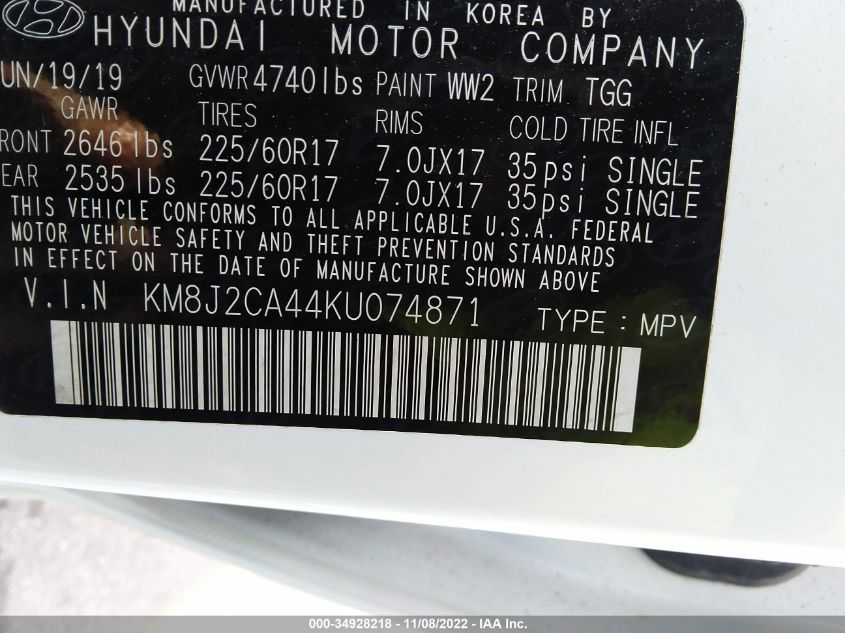 MANUFACTURED IN KOREA BY
HYUNDAI MOTOR COMPANY
UN/19/19 GVWR 4740lbs PAINT WW2 TRIM TGG
GAWR TIRES RIMS COLD TIRE INFL
RONT 2646lbs 225/60R17 7.0JX17 35psi SINGLE
EAR 2535lbs 225/60R17 7.0JX17 35psi SINGLE
THIS VEHICLE CONFORMS TO ALL APPLICABLE U.S.A. FEDERAL
MOTOR VEHICLE SAFETY AND THEFT PREVENTION STANDARDS
IN EFFECT ON THE DATE OF MANUFACTURE SHOWN ABOVE
V.I.N KM8J2CA44KU074871 TYPE : MPV
000-34928218 - 11/08/2022 - IAA Inc.